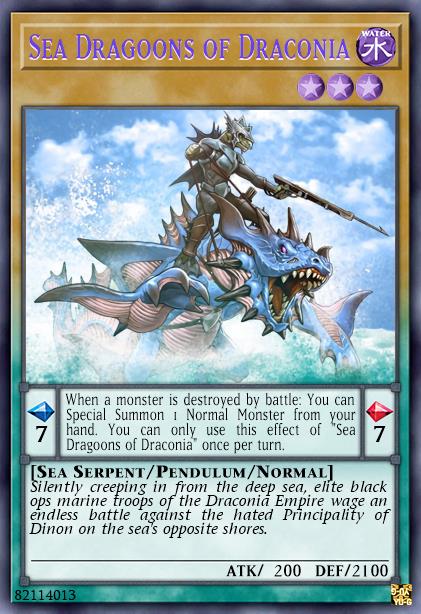 Sea Dragoons of Draconia
WATER
水
When a monster is destroyed by battle: You can
Special Summon 1 Normal Monster from your
hand. You can only use this effect of "Sea
Dragoons of Draconia" once per turn.
7
7
[Sea Serpent/Pendulum/Normal]
Silently creeping in from the deep sea, elite black
ops marine troops of the Draconia Empire wage an
endless battle against the hated Principality of
Dinon on the sea's opposite shores.
ATK/ 200 DEF/2100
82114013